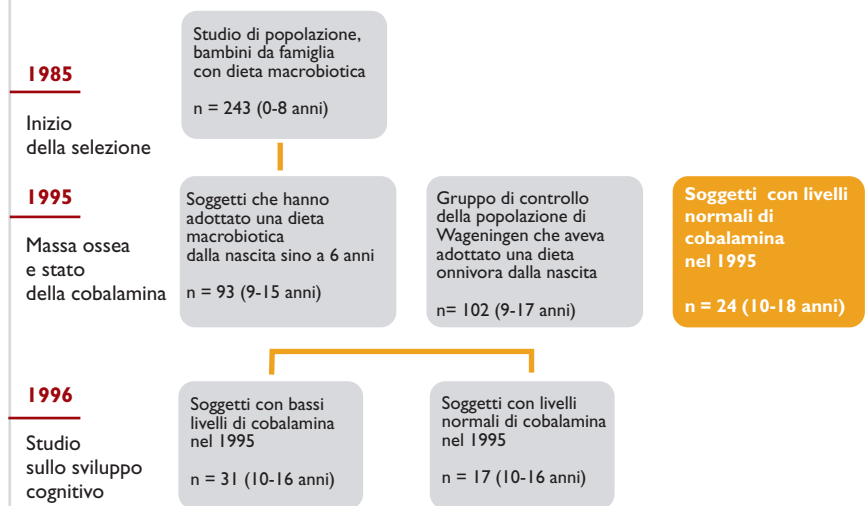 1985
Inizio
della selezione
Studio di popolazione,
bambini da famiglia
con dieta macrobiotica
n = 243 (0-8 anni)
1995
Massa ossea
e stato
della cobalamina
Soggetti che hanno
adottato una dieta
macrobiotica
dalla nascita sino a 6 anni
n = 93 (9-15 anni)
Gruppo di controllo
della popolazione di
Wageningen che aveva
adottato una dieta
onnivora dalla nascita
n= 102 (9-17 anni)
Soggetti con livelli
normali di
cobalamina
nel 1995
n = 24 (10-18 anni)
1996
Studio
sullo sviluppo
cognitivo
Soggetti con bassi
livelli di cobalamina
nel 1995
n = 31 (10-16 anni)
Soggetti con livelli
normali di cobalamina
nel 1995
n = 17 (10-16 anni)